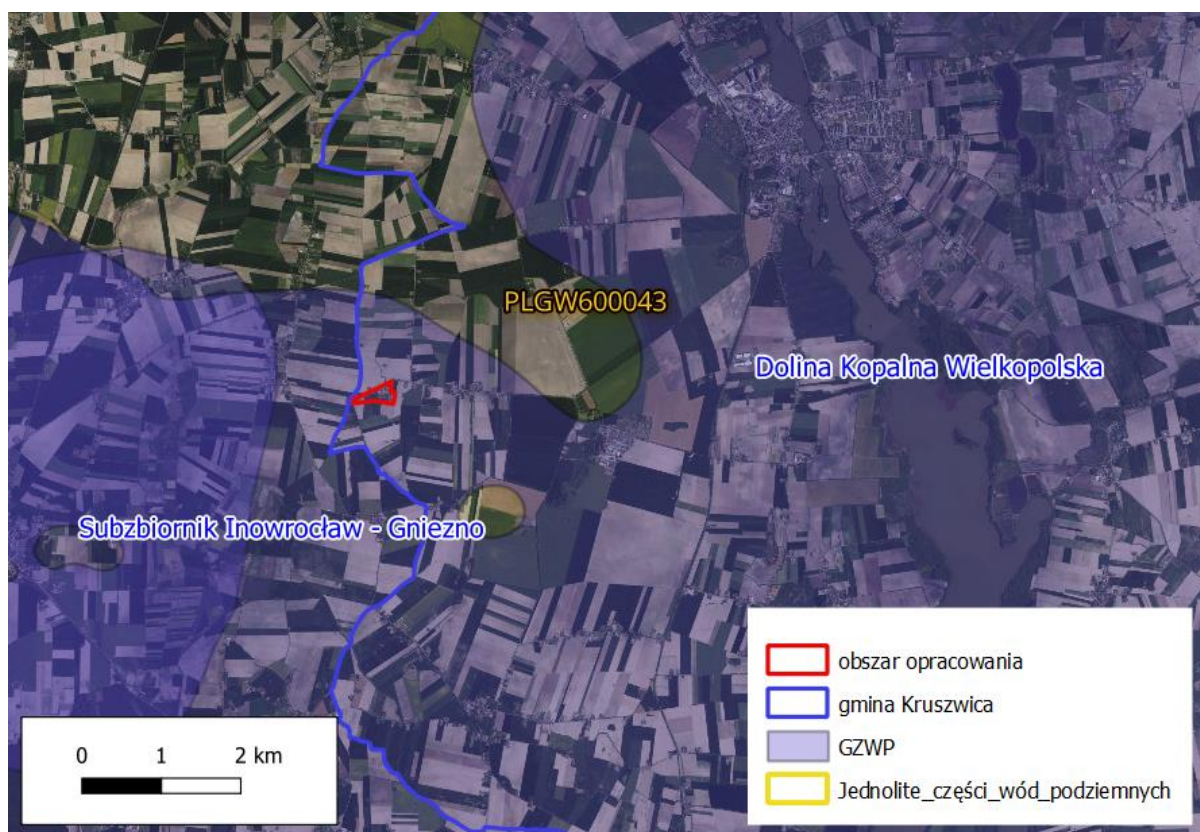 PLGW600043
Dolina Kopalna Wielkopolska
Subzbiornik Inowrocław - Gniezno
obszar opracowania
gmina Kruszwica
GZWP
Jednolite_części_wód_podziemnych
0 1 2 km